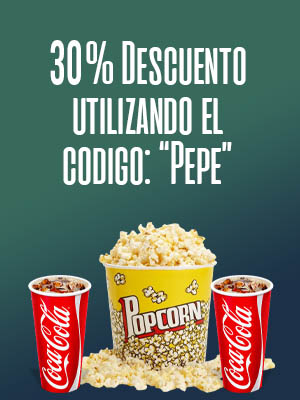 30% Descuento
utilizando el
codigo: “Pepe”
Popcorn
Coca-Cola
Coca-Cola